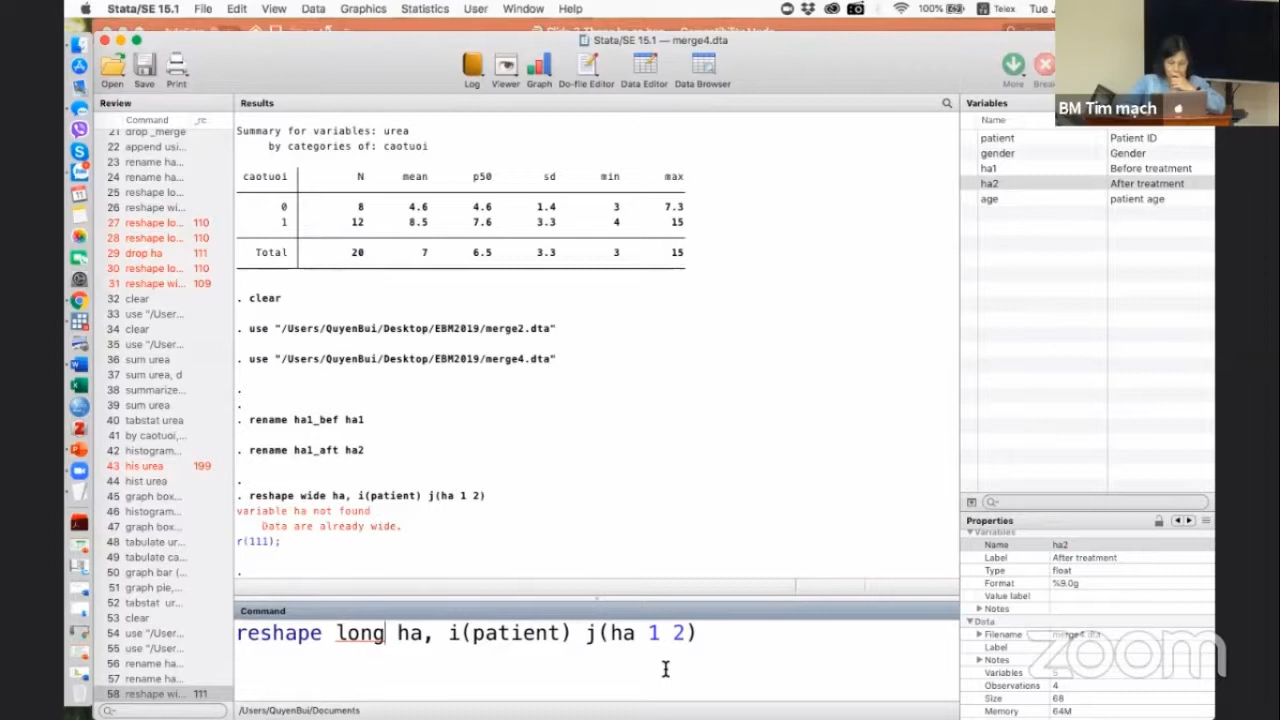 Stata/SE 15.1 File Edit View Data Graphics Statistics User Window Help 100% Telex Tue
Stata/SE 15.1 — merge4.dta
Open Save Print Log Viewer Graph Do-file Editor Data Editor Data Browser More Break
BM Tim mạch
Review
Command _rc
21 drop _merge
22 append usi...
23 rename ha...
24 rename ha...
25 reshape lo...
26 reshape wi...
27 reshape lo... 110
28 reshape lo... 110
29 drop ha 111
30 reshape lo... 110
31 reshape wi... 109
32 clear
33 use "/User...
34 clear
35 use "/User...
36 sum urea
37 sum urea, d
38 summarize...
39 sum urea
40 tabstat urea
41 by caotuoi,...
42 histogram...
43 his urea 199
44 hist urea
45 graph box...
46 histogram...
47 graph box...
48 tabulate ur...
49 tabulate ca...
50 graph bar (...
51 graph pie,...
52 tabstat ur...
53 clear
54 use "/User...
55 use "/User...
56 rename ha...
57 rename ha...
58 reshape wi... 111
Results
Summary for variables: urea
by categories of: caotuoi
caotuoi N mean p50 sd min max
0 8 4.6 4.6 1.4 3 7.3
1 12 8.5 7.6 3.3 4 15
Total 20 7 6.5 3.3 3 15
. clear
. use "/Users/QuyenBui/Desktop/EBM2019/merge2.dta"
. use "/Users/QuyenBui/Desktop/EBM2019/merge4.dta"
.
.
. rename ha1_bef ha1
. rename ha1_aft ha2
.
. reshape wide ha, i(patient) j(ha 1 2)
variable ha not found
Data are already wide.
r(111);
.
Command
reshape long ha, i(patient) j(ha 1 2)
/Users/QuyenBui/Documents
Variables
Name
patient Patient ID
gender Gender
ha1 Before treatment
ha2 After treatment
age patient age
Properties
Variables
Name ha2
Label After treatment
Type float
Format %9.0g
Value label
Notes
Data
Filename merge4.dta
Label
Notes
Variables 5
Observations 4
Size 68
Memory 64M
zoom